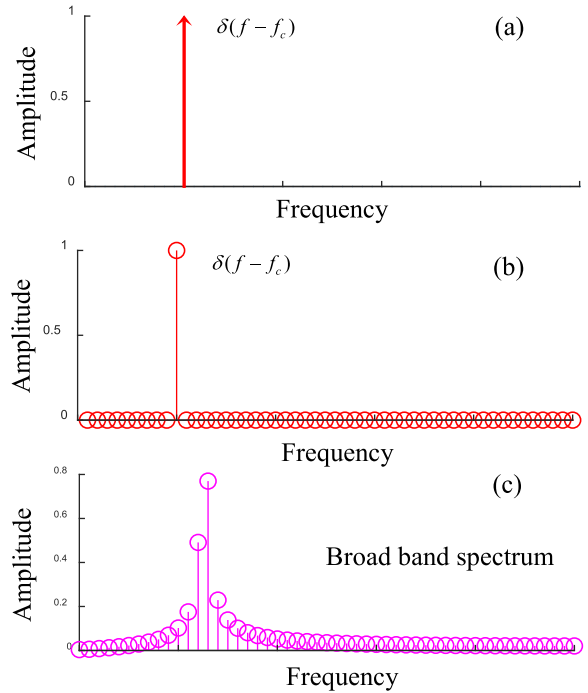 1
δ(f − f_c)
(a)
0.5
0
Amplitude
Frequency
1
δ(f − f_c)
(b)
0.5
0
Amplitude
Frequency
0.8
(c)
0.6
0.4
Broad band spectrum
0.2
0
Amplitude
Frequency